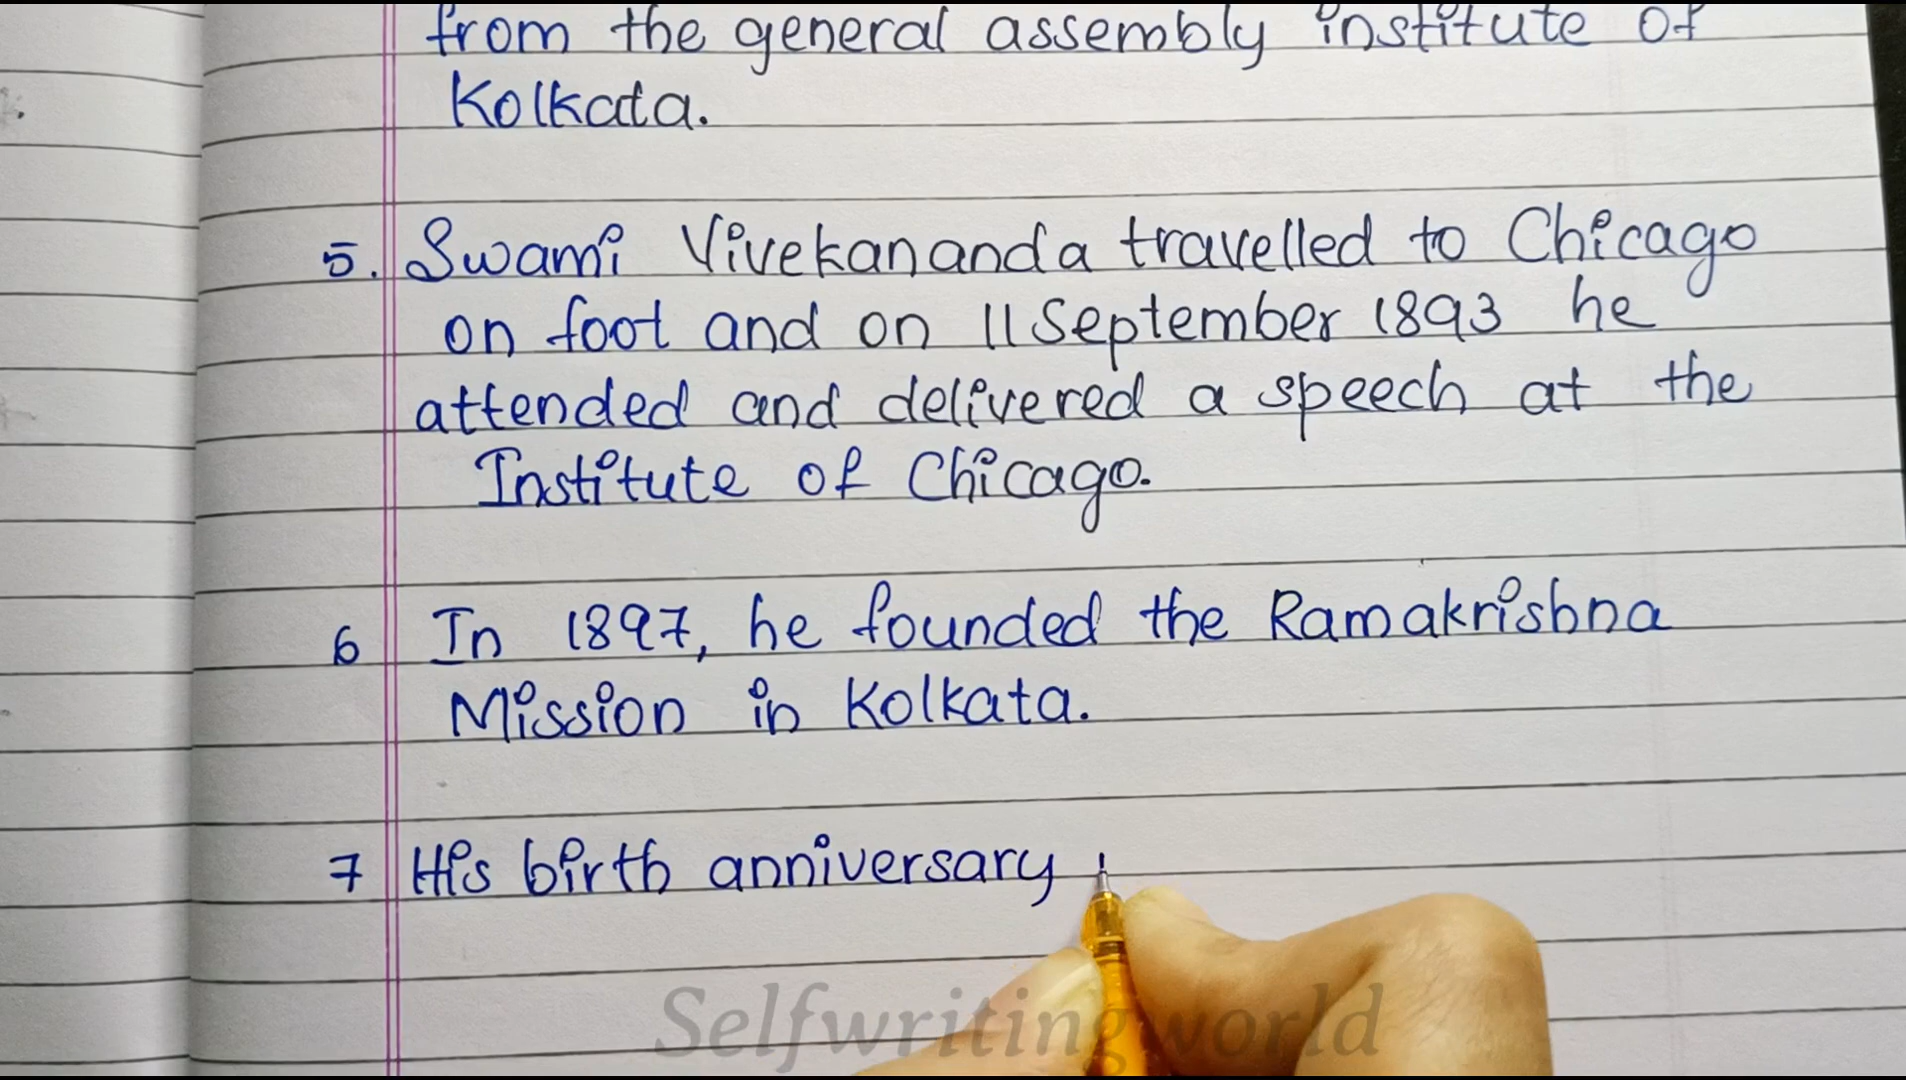 from the general assembly institute of
Kolkata.
5. Swami Vivekananda travelled to Chicago
on foot and on 11 September 1893 he
attended and delivered a speech at the
Institute of Chicago.
6 In 1897, he founded the Ramakrishna
Mission in Kolkata.
7 His birth anniversary
Selfwriting world